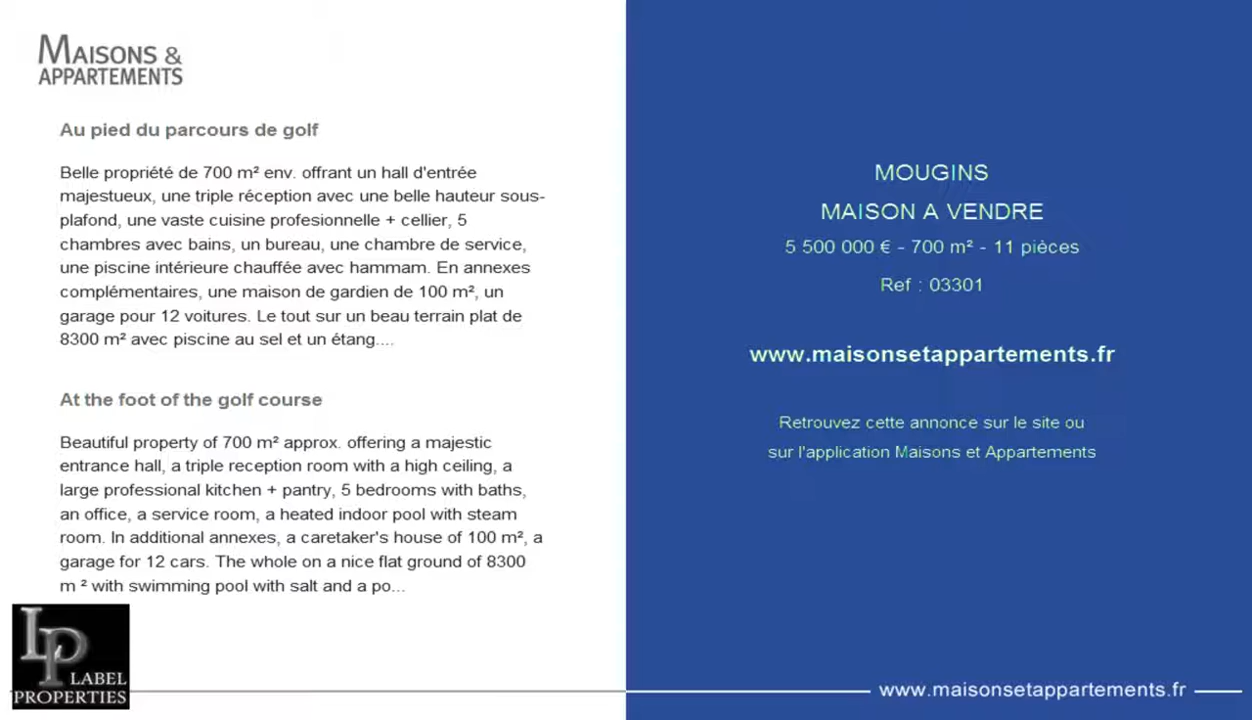 MAISONS &
APPARTEMENTS
Au pied du parcours de golf
Belle propriété de 700 m² env. offrant un hall d'entrée
majestueux, une triple réception avec une belle hauteur sous-
plafond, une vaste cuisine profesionnelle + cellier, 5
chambres avec bains, un bureau, une chambre de service,
une piscine intérieure chauffée avec hammam. En annexes
complémentaires, une maison de gardien de 100 m², un
garage pour 12 voitures. Le tout sur un beau terrain plat de
8300 m² avec piscine au sel et un étang....
At the foot of the golf course
Beautiful property of 700 m² approx. offering a majestic
entrance hall, a triple reception room with a high ceiling, a
large professional kitchen + pantry, 5 bedrooms with baths,
an office, a service room, a heated indoor pool with steam
room. In additional annexes, a caretaker's house of 100 m², a
garage for 12 cars. The whole on a nice flat ground of 8300
m ² with swimming pool with salt and a po...
LP LABEL
PROPERTIES
MOUGINS
MAISON A VENDRE
5 500 000 € - 700 m² - 11 pièces
Ref : 03301
www.maisonsetappartements.fr
Retrouvez cette annonce sur le site ou
sur l'application Maisons et Appartements
www.maisonsetappartements.fr